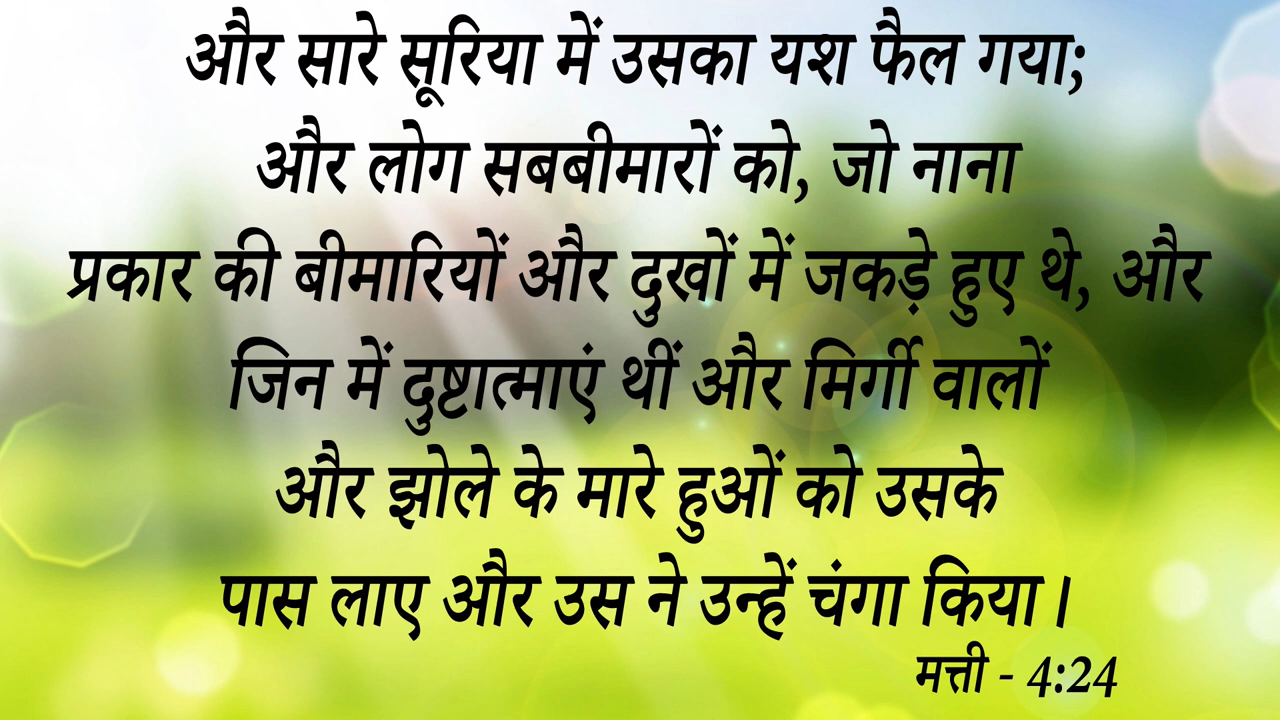 और सारे सूरिया में उसका यश फैल गया;
और लोग सबबीमारों को, जो नाना
प्रकार की बीमारियों और दुखों में जकड़े हुए थे, और
जिन में दुष्टात्माएं थीं और मिर्गी वालों
और झोले के मारे हुओं को उसके
पास लाए और उस ने उन्हें चंगा किया।
मत्ती - 4:24